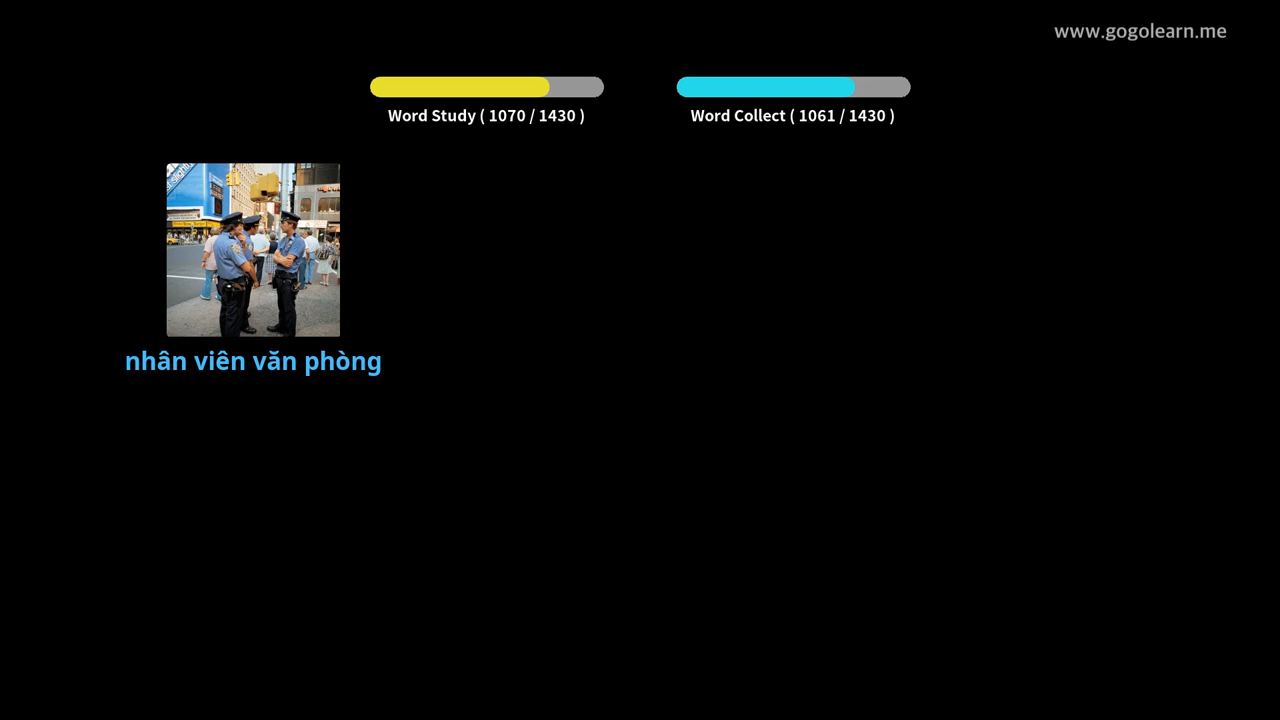 www.gogolearn.me
Word Study ( 1070 / 1430 )
Word Collect ( 1061 / 1430 )
nhân viên văn phòng